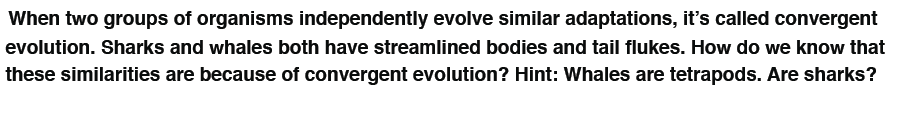 When two groups of organisms independently evolve similar adaptations, it’s called convergent
evolution. Sharks and whales both have streamlined bodies and tail flukes. How do we know that
these similarities are because of convergent evolution? Hint: Whales are tetrapods. Are sharks?